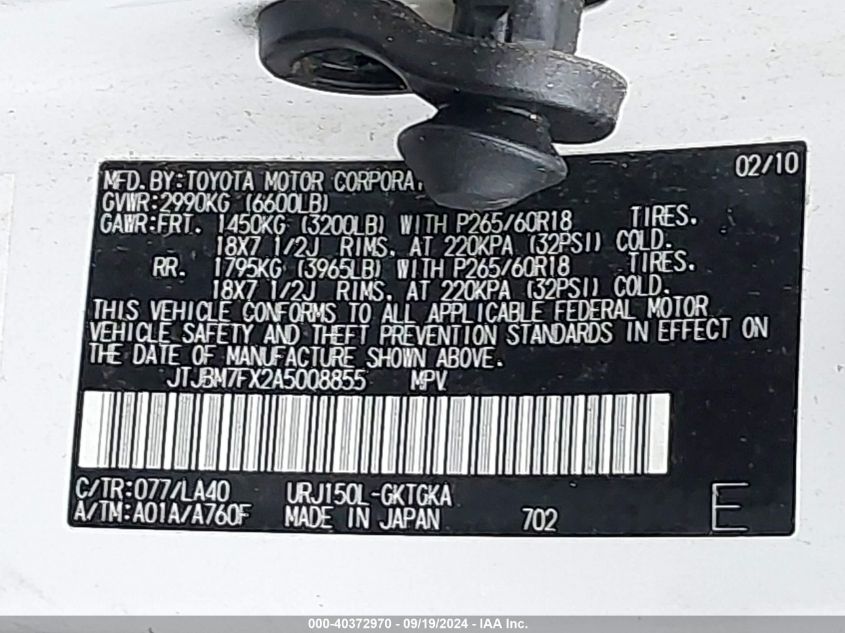 02/10
MFD. BY: TOYOTA MOTOR
GVWR: 2990KG (6600LB)
GAWR: FRT. 1450KG (3200LB) WITH P265/60R18 TIRES.
18X7 1/2J RIMS. AT 220KPA (32PSI) COLD.
RR. 1795KG (3965LB) WITH P265/60R18 TIRES.
18X7 1/2J RIMS. AT 220KPA (32PSI) COLD.
THIS VEHICLE CONFORMS TO ALL APPLICABLE FEDERAL MOTOR
VEHICLE SAFETY AND THEFT PREVENTION STANDARDS IN EFFECT ON
THE DATE OF MANUFACTURE SHOWN ABOVE.
JTJBM7FX2A5008855 MPV
C/TR: 077/LA40 URJ150L-GKTGKA
A/TM: A01A/A760F MADE IN JAPAN 702 E
000-40372970 - 09/19/2024 - IAA Inc.